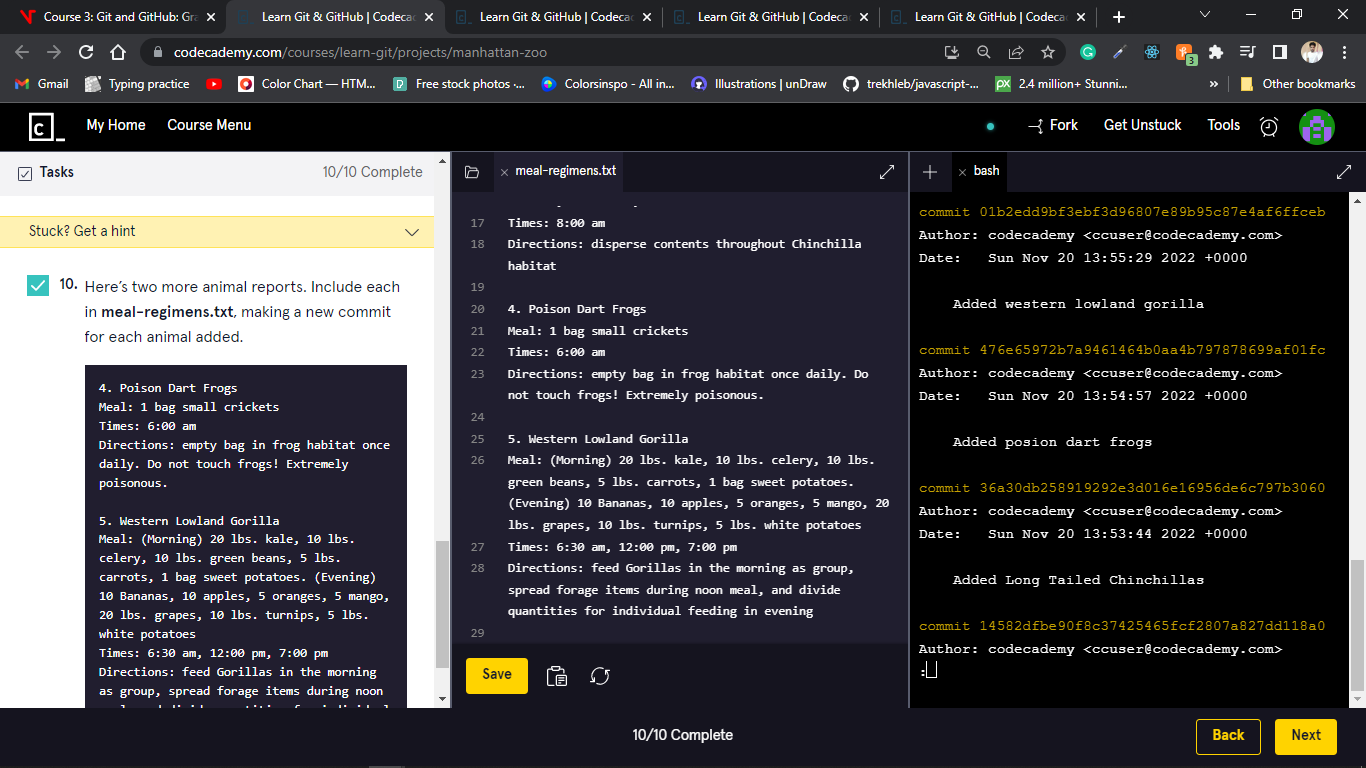 Course 3: Git and GitHub: Gra
Learn Git & GitHub | Codecad
Learn Git & GitHub | Codeca
Learn Git & GitHub | Codeca
Learn Git & GitHub | Codeca
codecademy.com/courses/learn-git/projects/manhattan-zoo
3
Gmail
Typing practice
Color Chart — HTM...
Free stock photos ·...
Colorsinspo - All in...
Illustrations | unDraw
trekhleb/javascript-...
2.4 million+ Stunni...
»
Other bookmarks
c_
My Home
Course Menu
Fork
Get Unstuck
Tools
Tasks
10/10 Complete
Stuck? Get a hint
10. Here’s two more animal reports. Include each
in meal-regimens.txt, making a new commit
for each animal added.
4. Poison Dart Frogs
Meal: 1 bag small crickets
Times: 6:00 am
Directions: empty bag in frog habitat once
daily. Do not touch frogs! Extremely
poisonous.
5. Western Lowland Gorilla
Meal: (Morning) 20 lbs. kale, 10 lbs.
celery, 10 lbs. green beans, 5 lbs.
carrots, 1 bag sweet potatoes. (Evening)
10 Bananas, 10 apples, 5 oranges, 5 mango,
20 lbs. grapes, 10 lbs. turnips, 5 lbs.
white potatoes
Times: 6:30 am, 12:00 pm, 7:00 pm
Directions: feed Gorillas in the morning
as group, spread forage items during noon
meal-regimens.txt
17 Times: 8:00 am
18 Directions: disperse contents throughout Chinchilla
habitat
19
20 4. Poison Dart Frogs
21 Meal: 1 bag small crickets
22 Times: 6:00 am
23 Directions: empty bag in frog habitat once daily. Do
not touch frogs! Extremely poisonous.
24
25 5. Western Lowland Gorilla
26 Meal: (Morning) 20 lbs. kale, 10 lbs. celery, 10 lbs.
green beans, 5 lbs. carrots, 1 bag sweet potatoes.
(Evening) 10 Bananas, 10 apples, 5 oranges, 5 mango, 20
lbs. grapes, 10 lbs. turnips, 5 lbs. white potatoes
27 Times: 6:30 am, 12:00 pm, 7:00 pm
28 Directions: feed Gorillas in the morning as group,
spread forage items during noon meal, and divide
quantities for individual feeding in evening
29
Save
bash
commit 01b2edd9bf3ebf3d96807e89b95c87e4af6ffceb
Author: codecademy <ccuser@codecademy.com>
Date: Sun Nov 20 13:55:29 2022 +0000
Added western lowland gorilla
commit 476e65972b7a9461464b0aa4b797878699af01fc
Author: codecademy <ccuser@codecademy.com>
Date: Sun Nov 20 13:54:57 2022 +0000
Added posion dart frogs
commit 36a30db258919292e3d016e16956de6c797b3060
Author: codecademy <ccuser@codecademy.com>
Date: Sun Nov 20 13:53:44 2022 +0000
Added Long Tailed Chinchillas
commit 14582dfbe90f8c37425465fcf2807a827dd118a0
Author: codecademy <ccuser@codecademy.com>
:
10/10 Complete
Back
Next